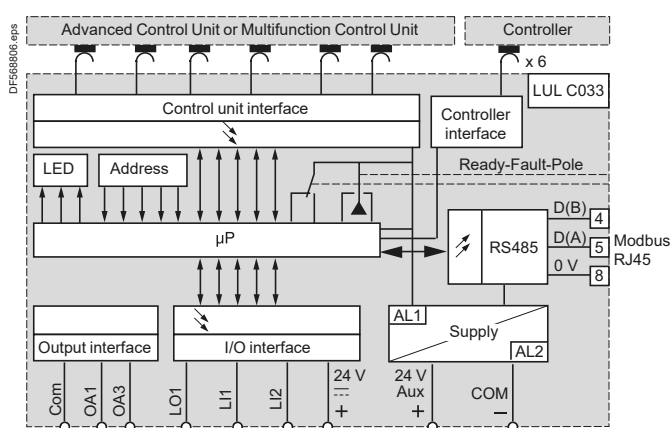 DF568806.eps
Advanced Control Unit or Multifunction Control Unit
Controller
x 6
LUL C033
Control unit interface
Controller
interface
Ready-Fault-Pole
LED
Address
µP
RS485
D(B)
4
D(A)
5
0 V
8
Modbus
RJ45
Output interface
I/O interface
AL1
Supply
AL2
Com
OA1
OA3
LO1
LI1
LI2
24 V
+
24 V
Aux
+
COM
–